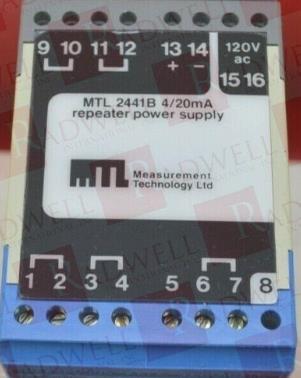 9 10 11 12 13 14 120V
+ − ac
15 16
MTL 2441B 4/20mA
repeater power supply
MTL Measurement
Technology Ltd
1 2 3 4 5 6 7 8
RADWELL